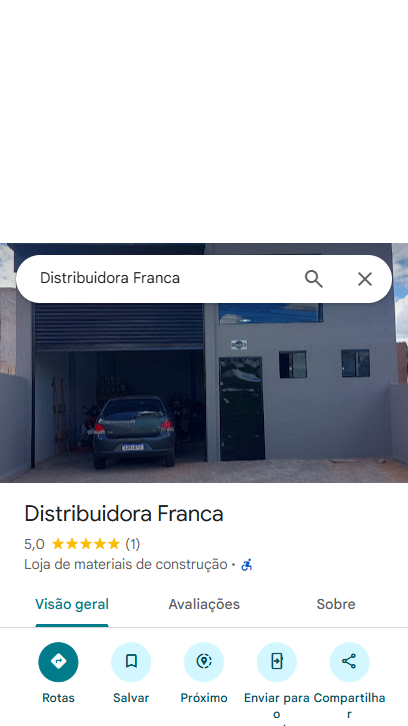 Distribuidora Franca
Distribuidora Franca
5,0 (1)
Loja de materiais de construção ·
Visão geral
Avaliações
Sobre
Rotas
Salvar
Próximo
Enviar para
o
Compartilha
r